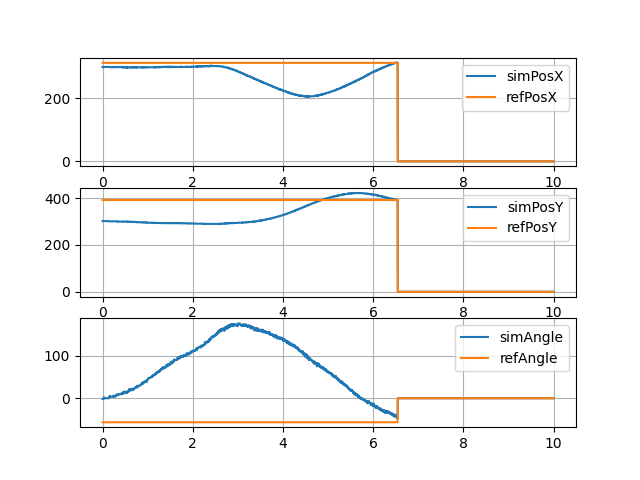 200
0
simPosX
refPosX
0 2 4 6 8 10
400
200
0
simPosY
refPosY
0 2 4 6 8 10
100
0
simAngle
refAngle
0 2 4 6 8 10